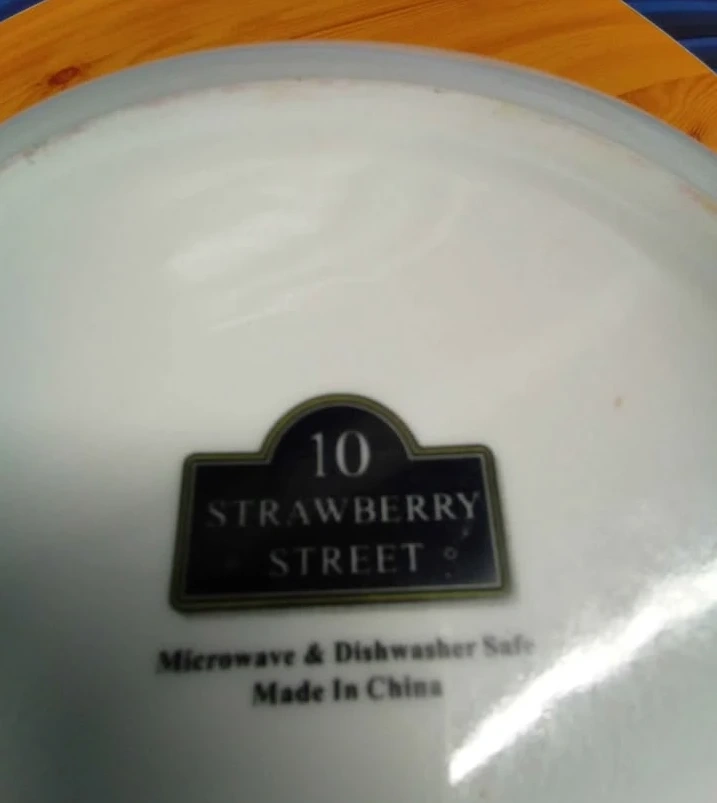 10
STRAWBERRY
STREET
Microwave & Dishwasher Safe
Made In China